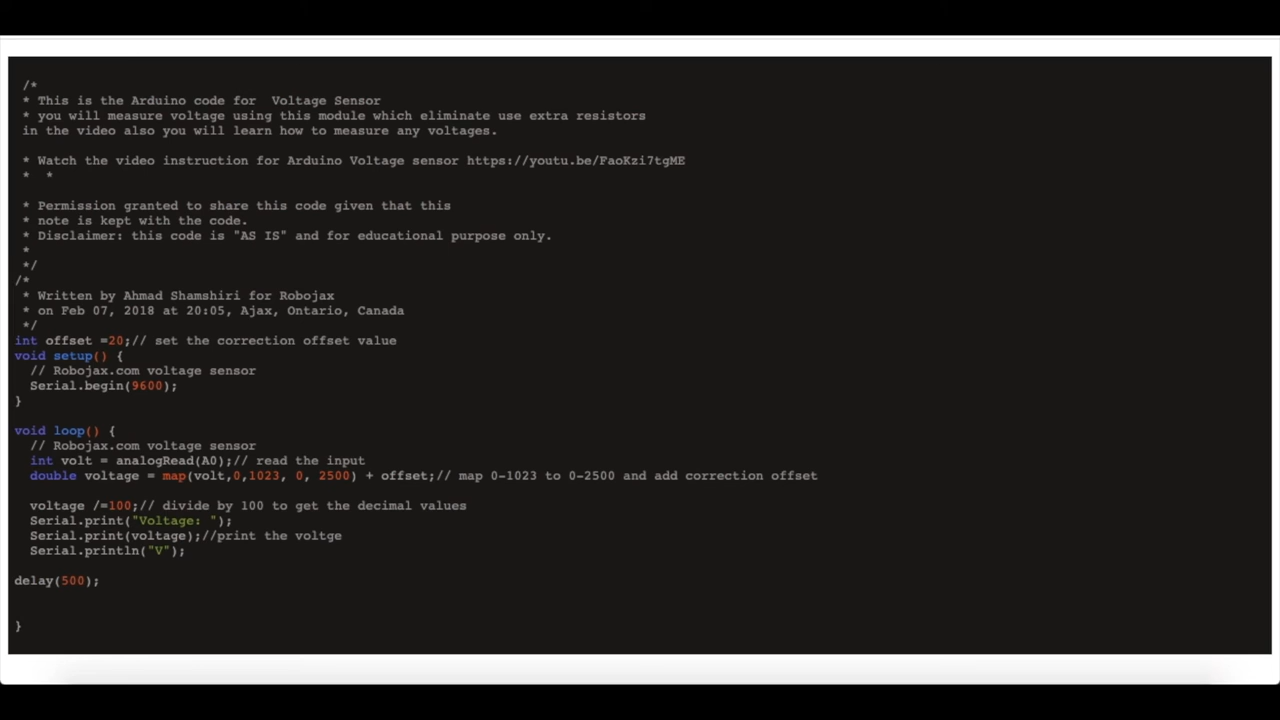 /*
* This is the Arduino code for  Voltage Sensor
* you will measure voltage using this module which eliminate use extra resistors
in the video also you will learn how to measure any voltages.
* Watch the video instruction for Arduino Voltage sensor https://youtu.be/FaoKzi7tgME
*  *
* Permission granted to share this code given that this
* note is kept with the code.
* Disclaimer: this code is "AS IS" and for educational purpose only.
*
*/
/*
* Written by Ahmad Shamshiri for Robojax
* on Feb 07, 2018 at 20:05, Ajax, Ontario, Canada
*/
int offset =20;// set the correction offset value
void setup() {
// Robojax.com voltage sensor
Serial.begin(9600);
}
void loop() {
// Robojax.com voltage sensor
int volt = analogRead(A0);// read the input
double voltage = map(volt,0,1023, 0, 2500) + offset;// map 0-1023 to 0-2500 and add correction offset
voltage /=100;// divide by 100 to get the decimal values
Serial.print("Voltage: ");
Serial.print(voltage);//print the voltge
Serial.println("V");
delay(500);
}